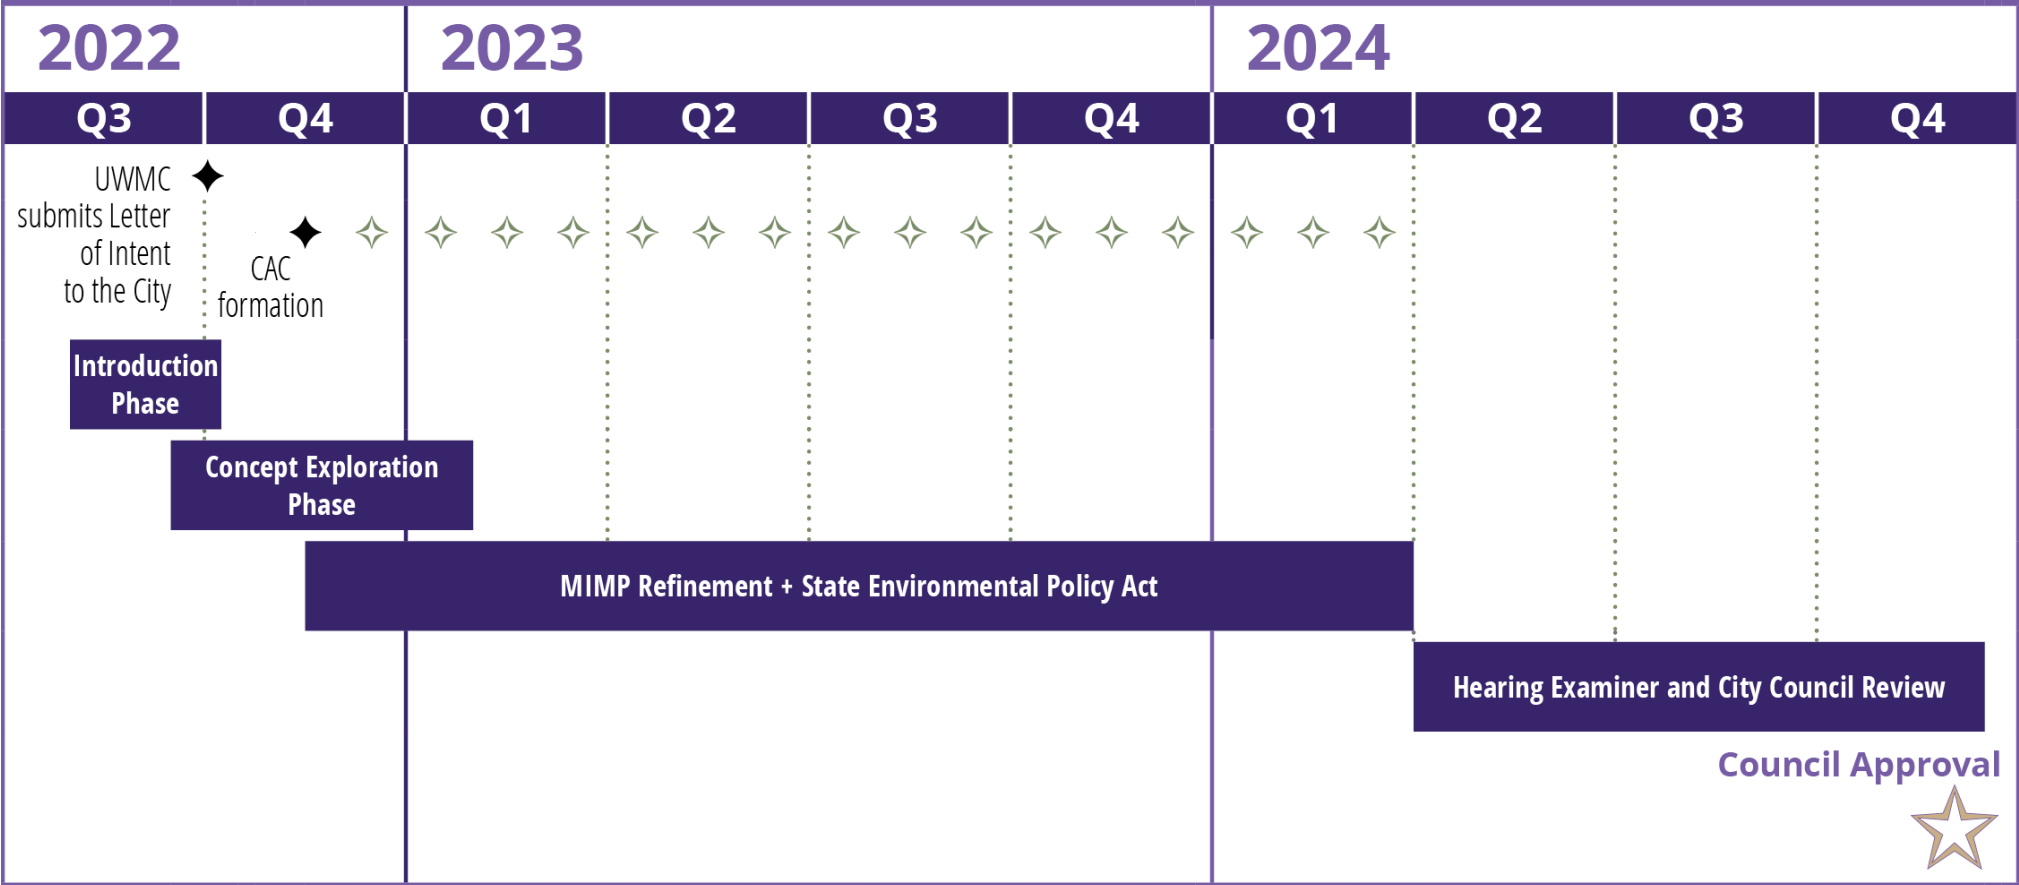 2022
2023
2024
Q3
Q4
Q1
Q2
Q3
Q4
Q1
Q2
Q3
Q4
UWMC
submits Letter
of Intent
to the City
CAC
formation
Introduction
Phase
Concept Exploration
Phase
MIMP Refinement + State Environmental Policy Act
Hearing Examiner and City Council Review
Council Approval